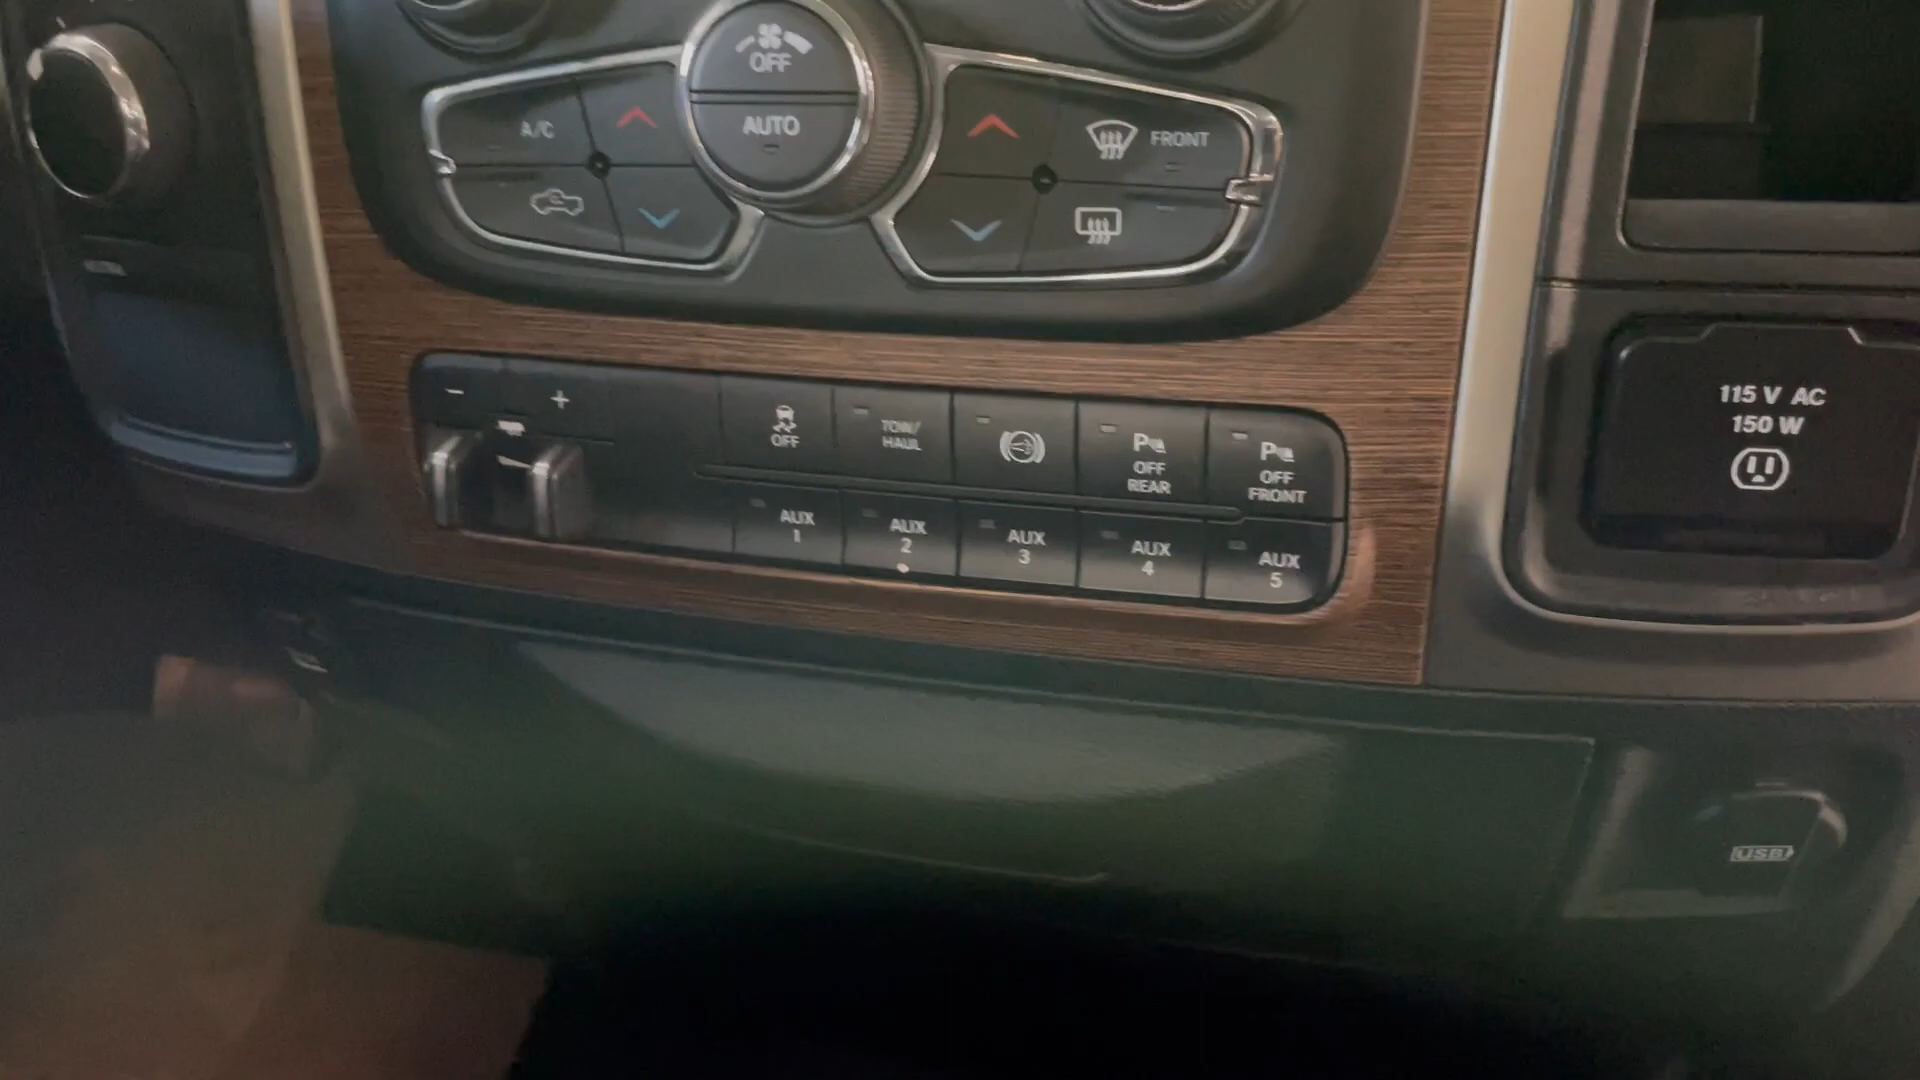 OFF
AUTO
A/C
FRONT
115 V AC
150 W
- +
OFF
TOW/
HAUL
P
OFF
REAR
P
OFF
FRONT
AUX
1
AUX
2
AUX
3
AUX
4
AUX
5
USB